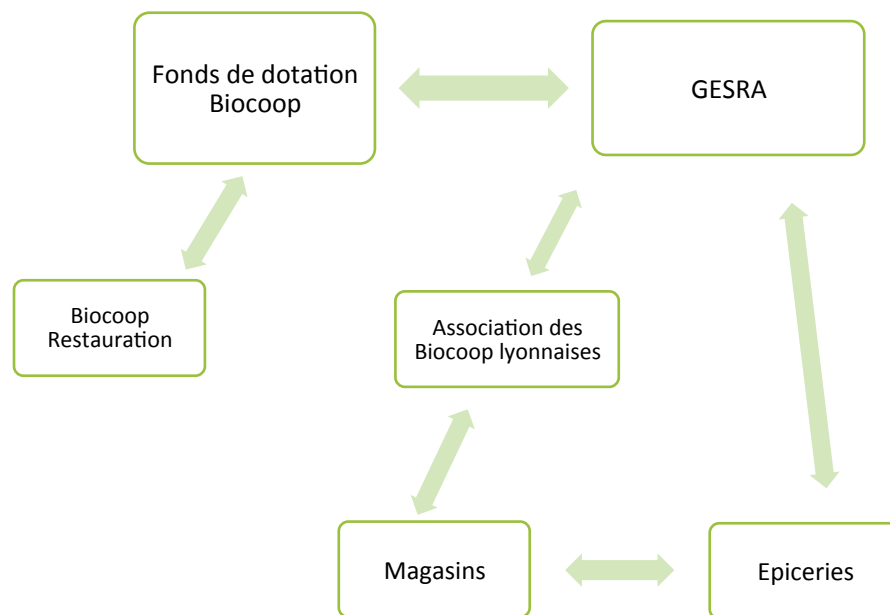 Fonds de dotation
Biocoop
GESRA
Biocoop
Restauration
Association des
Biocoop lyonnaises
Magasins
Epiceries